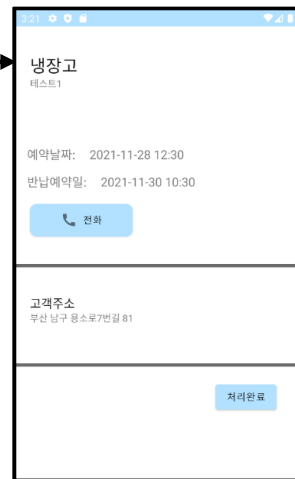 3:21
냉장고
테스트1
예약날짜: 2021-11-28 12:30
반납예약일: 2021-11-30 10:30
전화
고객주소
부산 남구 용소로7번길 81
처리완료